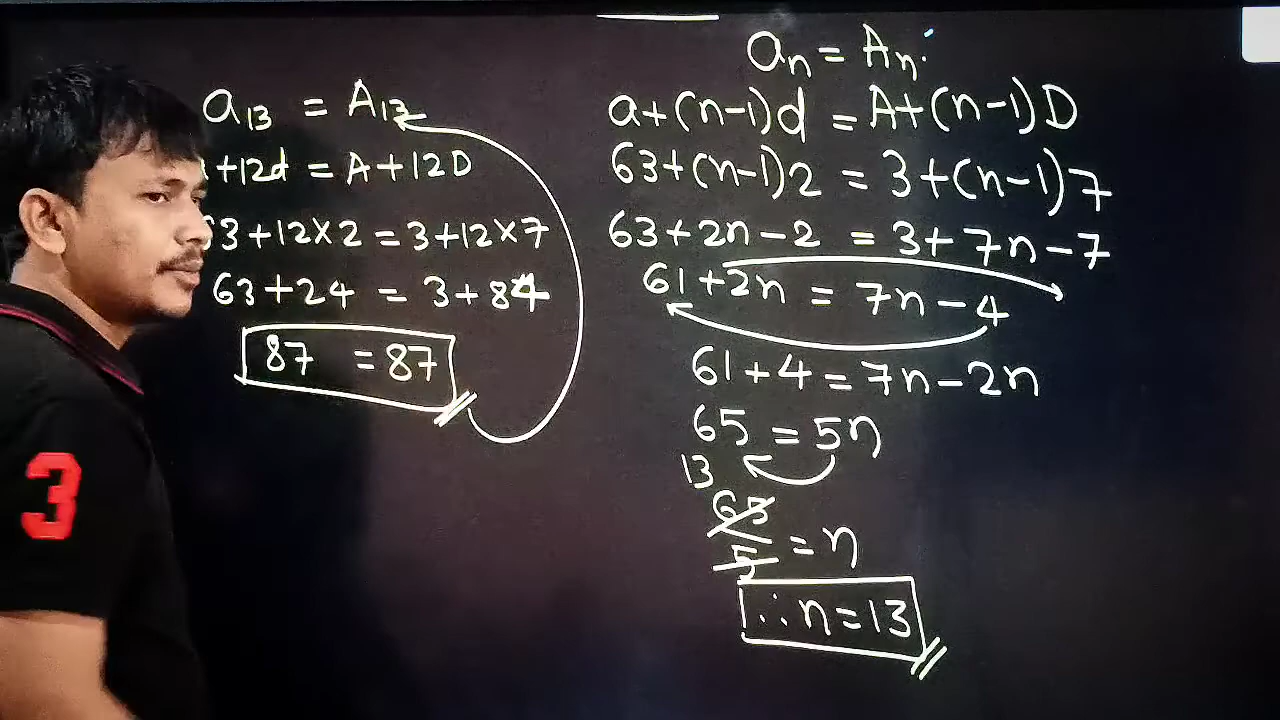 a₁₃ = A₁₃
+12d = A+12D
3+12×2 = 3+12×7
63+24 = 3+84
87 = 87
aₙ = Aₙ
a+(n-1)d = A+(n-1)D
63+(n-1)2 = 3+(n-1)7
63+2n-2 = 3+7n-7
61+2n = 7n-4
61+4 = 7n-2n
65 = 5n
13
65/5 = n
∴ n=13
3